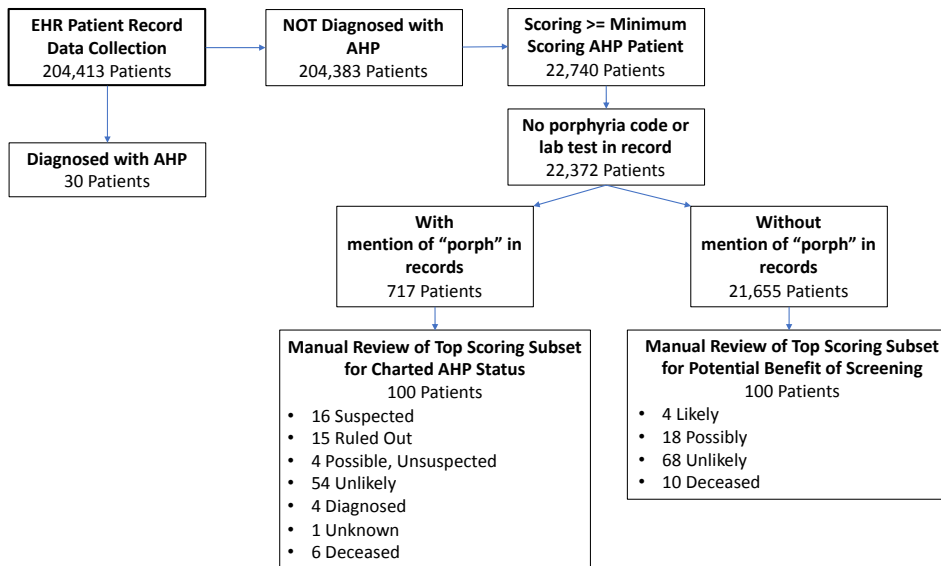 EHR Patient Record
Data Collection
204,413 Patients
NOT Diagnosed with
AHP
204,383 Patients
Scoring >= Minimum
Scoring AHP Patient
22,740 Patients
Diagnosed with AHP
30 Patients
No porphyria code or
lab test in record
22,372 Patients
With
mention of “porph” in
records
717 Patients
Without
mention of “porph” in
records
21,655 Patients
Manual Review of Top Scoring Subset
for Charted AHP Status
100 Patients
• 16 Suspected
• 15 Ruled Out
• 4 Possible, Unsuspected
• 54 Unlikely
• 4 Diagnosed
• 1 Unknown
• 6 Deceased
Manual Review of Top Scoring Subset
for Potential Benefit of Screening
100 Patients
• 4 Likely
• 18 Possibly
• 68 Unlikely
• 10 Deceased